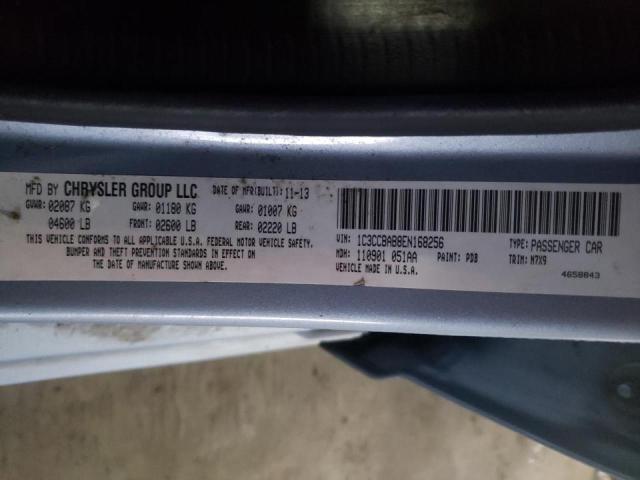 MFD BY CHRYSLER GROUP LLC DATE OF MFR(BUILT): 11-13
GVWR: 02087 KG GAWR: 01180 KG GAWR: 01007 KG
04600 LB FRONT: 02600 LB REAR: 02220 LB
THIS VEHICLE CONFORMS TO ALL APPLICABLE U.S.A. FEDERAL MOTOR VEHICLE SAFETY,
BUMPER AND THEFT PREVENTION STANDARDS IN EFFECT ON
THE DATE OF MANUFACTURE SHOWN ABOVE.
VIN: 1C3CCBAB8EN168256 TYPE: PASSENGER CAR
MDH: 110901 051AA PAINT: PDB TRIM: M7X9
VEHICLE MADE IN U.S.A. 4658843